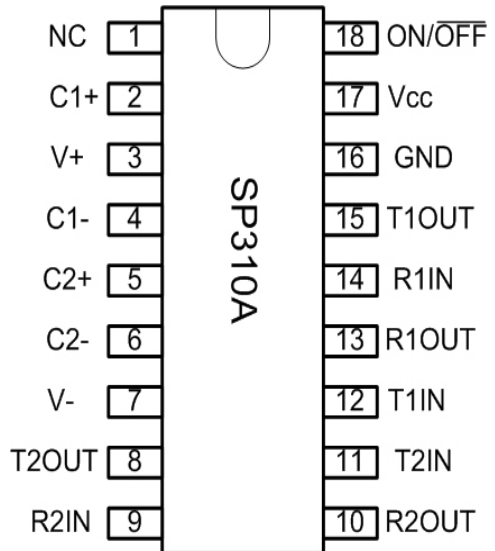 NC 1 18 ON/OFF
C1+ 2 17 Vcc
V+ 3 16 GND
C1- 4 15 T1OUT
C2+ 5 14 R1IN
C2- 6 13 R1OUT
V- 7 12 T1IN
T2OUT 8 11 T2IN
R2IN 9 10 R2OUT
SP310A